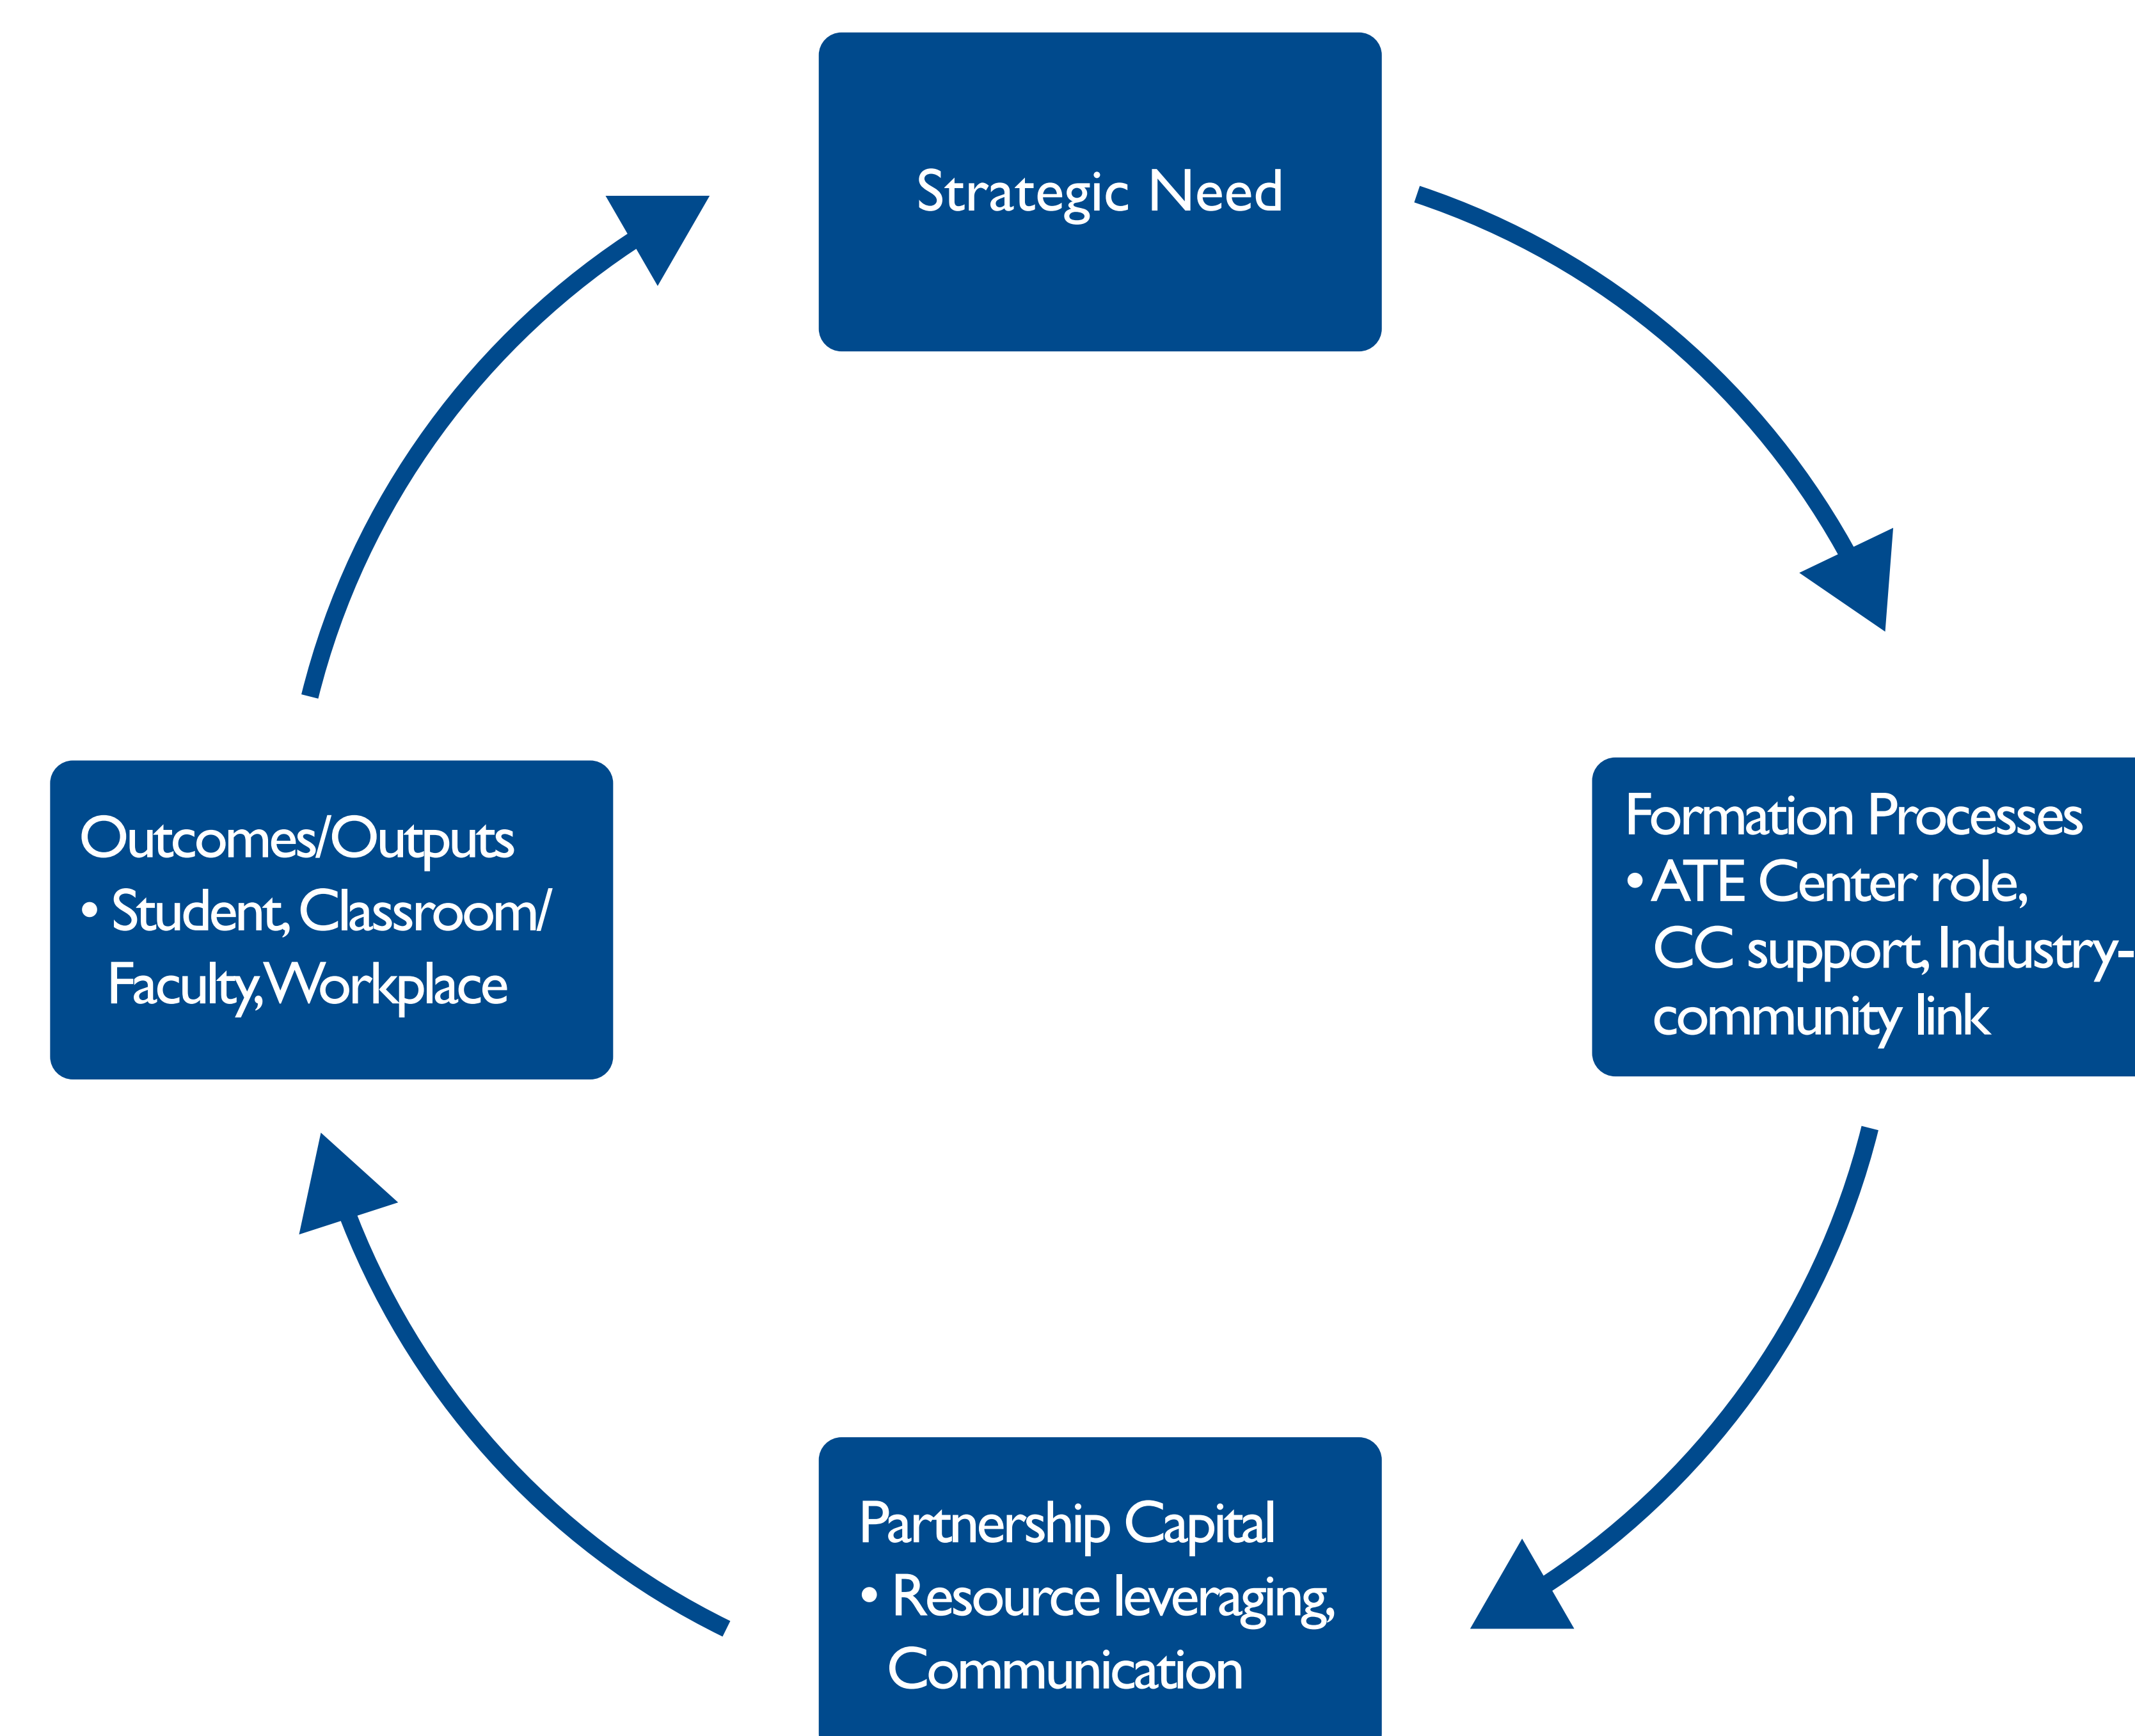 Strategic Need
Outcomes/Outputs
• Student, Classroom/
Faculty, Workplace
Formation Processes
• ATE Center role,
CC support, Industry-
community link
Partnership Capital
• Resource leveraging,
Communication